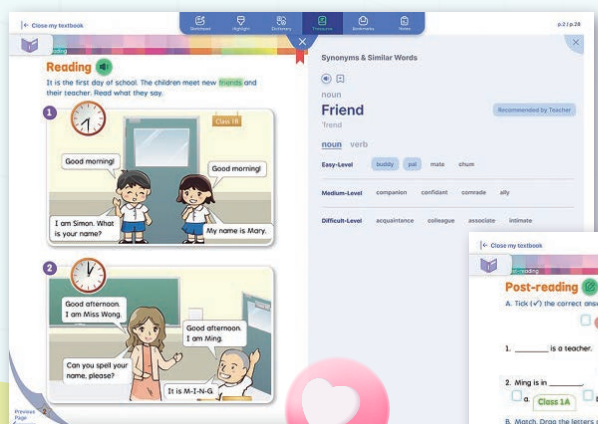 Close my textbook
Highlight
Dictionary
Thesaurus
Bookmarks
Notes
p.2 / p.28
Reading
It is the first day of school. The children meet new friends and
their teacher. Read what they say.
1
Class 1B
Good morning!
Good morning!
I am Simon. What
is your name?
My name is Mary.
2
Good afternoon.
I am Miss Wong.
Good afternoon.
I am Ming.
Can you spell your
name, please?
It is M-I-N-G.
Previous
Page
2
Synonyms & Similar Words
noun
Friend
Recommended by Teacher
noun verb
Easy-Level buddy pal mate chum
Medium-Level companion confidant comrade ally
Difficult-Level acquaintance colleague associate intimate
Close my textbook
Post-reading
A. Tick (✓) the correct
1. ________ is a teacher.
2. Ming is in ________.
a. Class 1A
B. Match. Drag the letters